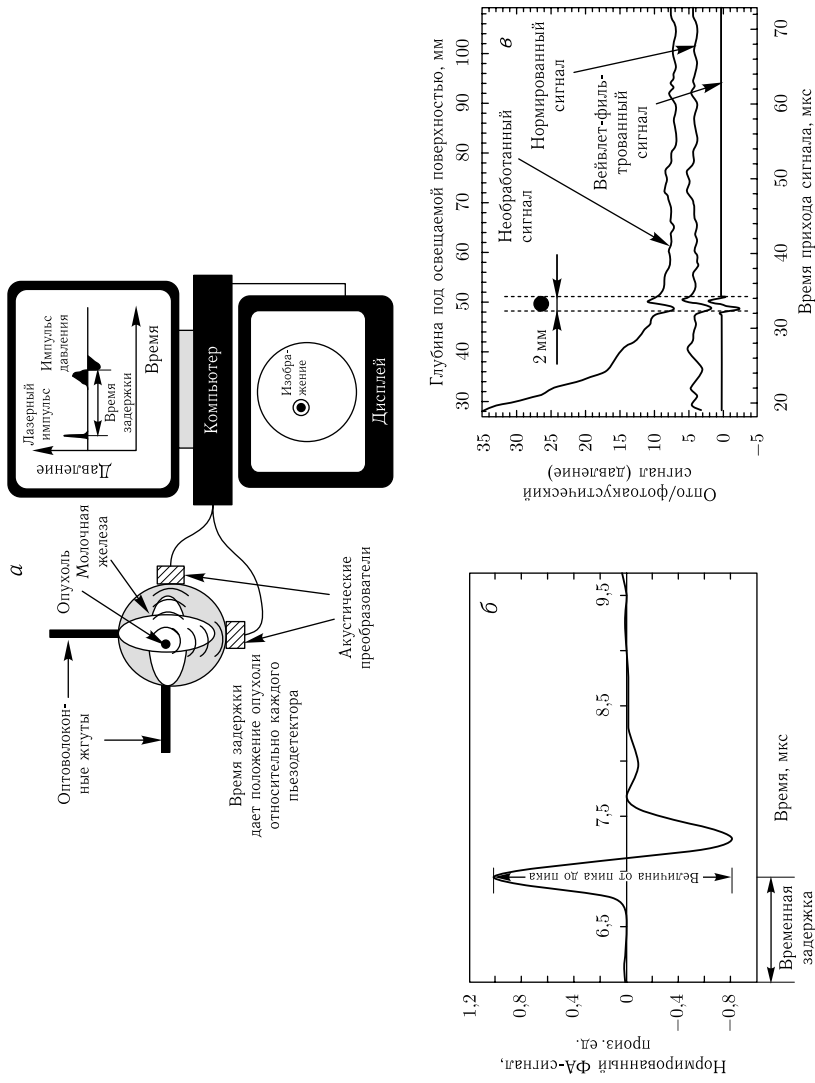 а
Оптоволокон-
ные жгуты
Опухоль
Молочная
железа
Акустические
преобразователи
Время задержки
дает положение опухоли
относительно каждого
пьезодетектора
Давление
Лазерный
импульс
Импульс
давления
Время
задержки
Время
Компьютер
Изобра-
жение
Дисплей
б
Нормированный ФА-сигнал,
произ. ед.
1,2
0,8
0,4
0
−0,4
−0,8
6,5
7,5
8,5
9,5
Величина от пика до пика
Время, мкс
Временная
задержка
в
Глубина под освещаемой поверхностью, мм
30
40
50
60
70
80
90
100
Опто/фотоакустический
сигнал (давление)
35
30
25
20
15
10
5
0
−5
2 мм
Необработанный
сигнал
Нормированный
сигнал
Вейвлет-филь-
трованный
сигнал
20
30
40
50
60
70
Время прихода сигнала, мкс